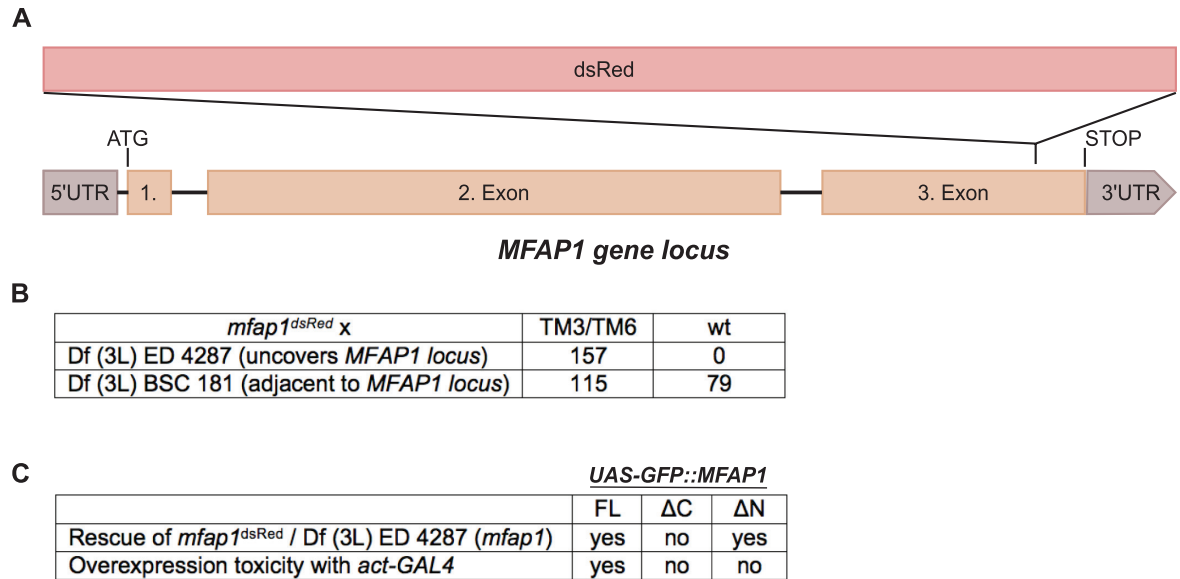 A
dsRed
ATG
STOP
5'UTR
1.
2. Exon
3. Exon
3'UTR
MFAP1 gene locus
B
mfap1dsRed x TM3/TM6 wt
Df (3L) ED 4287 (uncovers MFAP1 locus) 157 0
Df (3L) BSC 181 (adjacent to MFAP1 locus) 115 79
C
UAS-GFP::MFAP1
FL ΔC ΔN
Rescue of mfap1dsRed / Df (3L) ED 4287 (mfap1) yes no yes
Overexpression toxicity with act-GAL4 yes no no